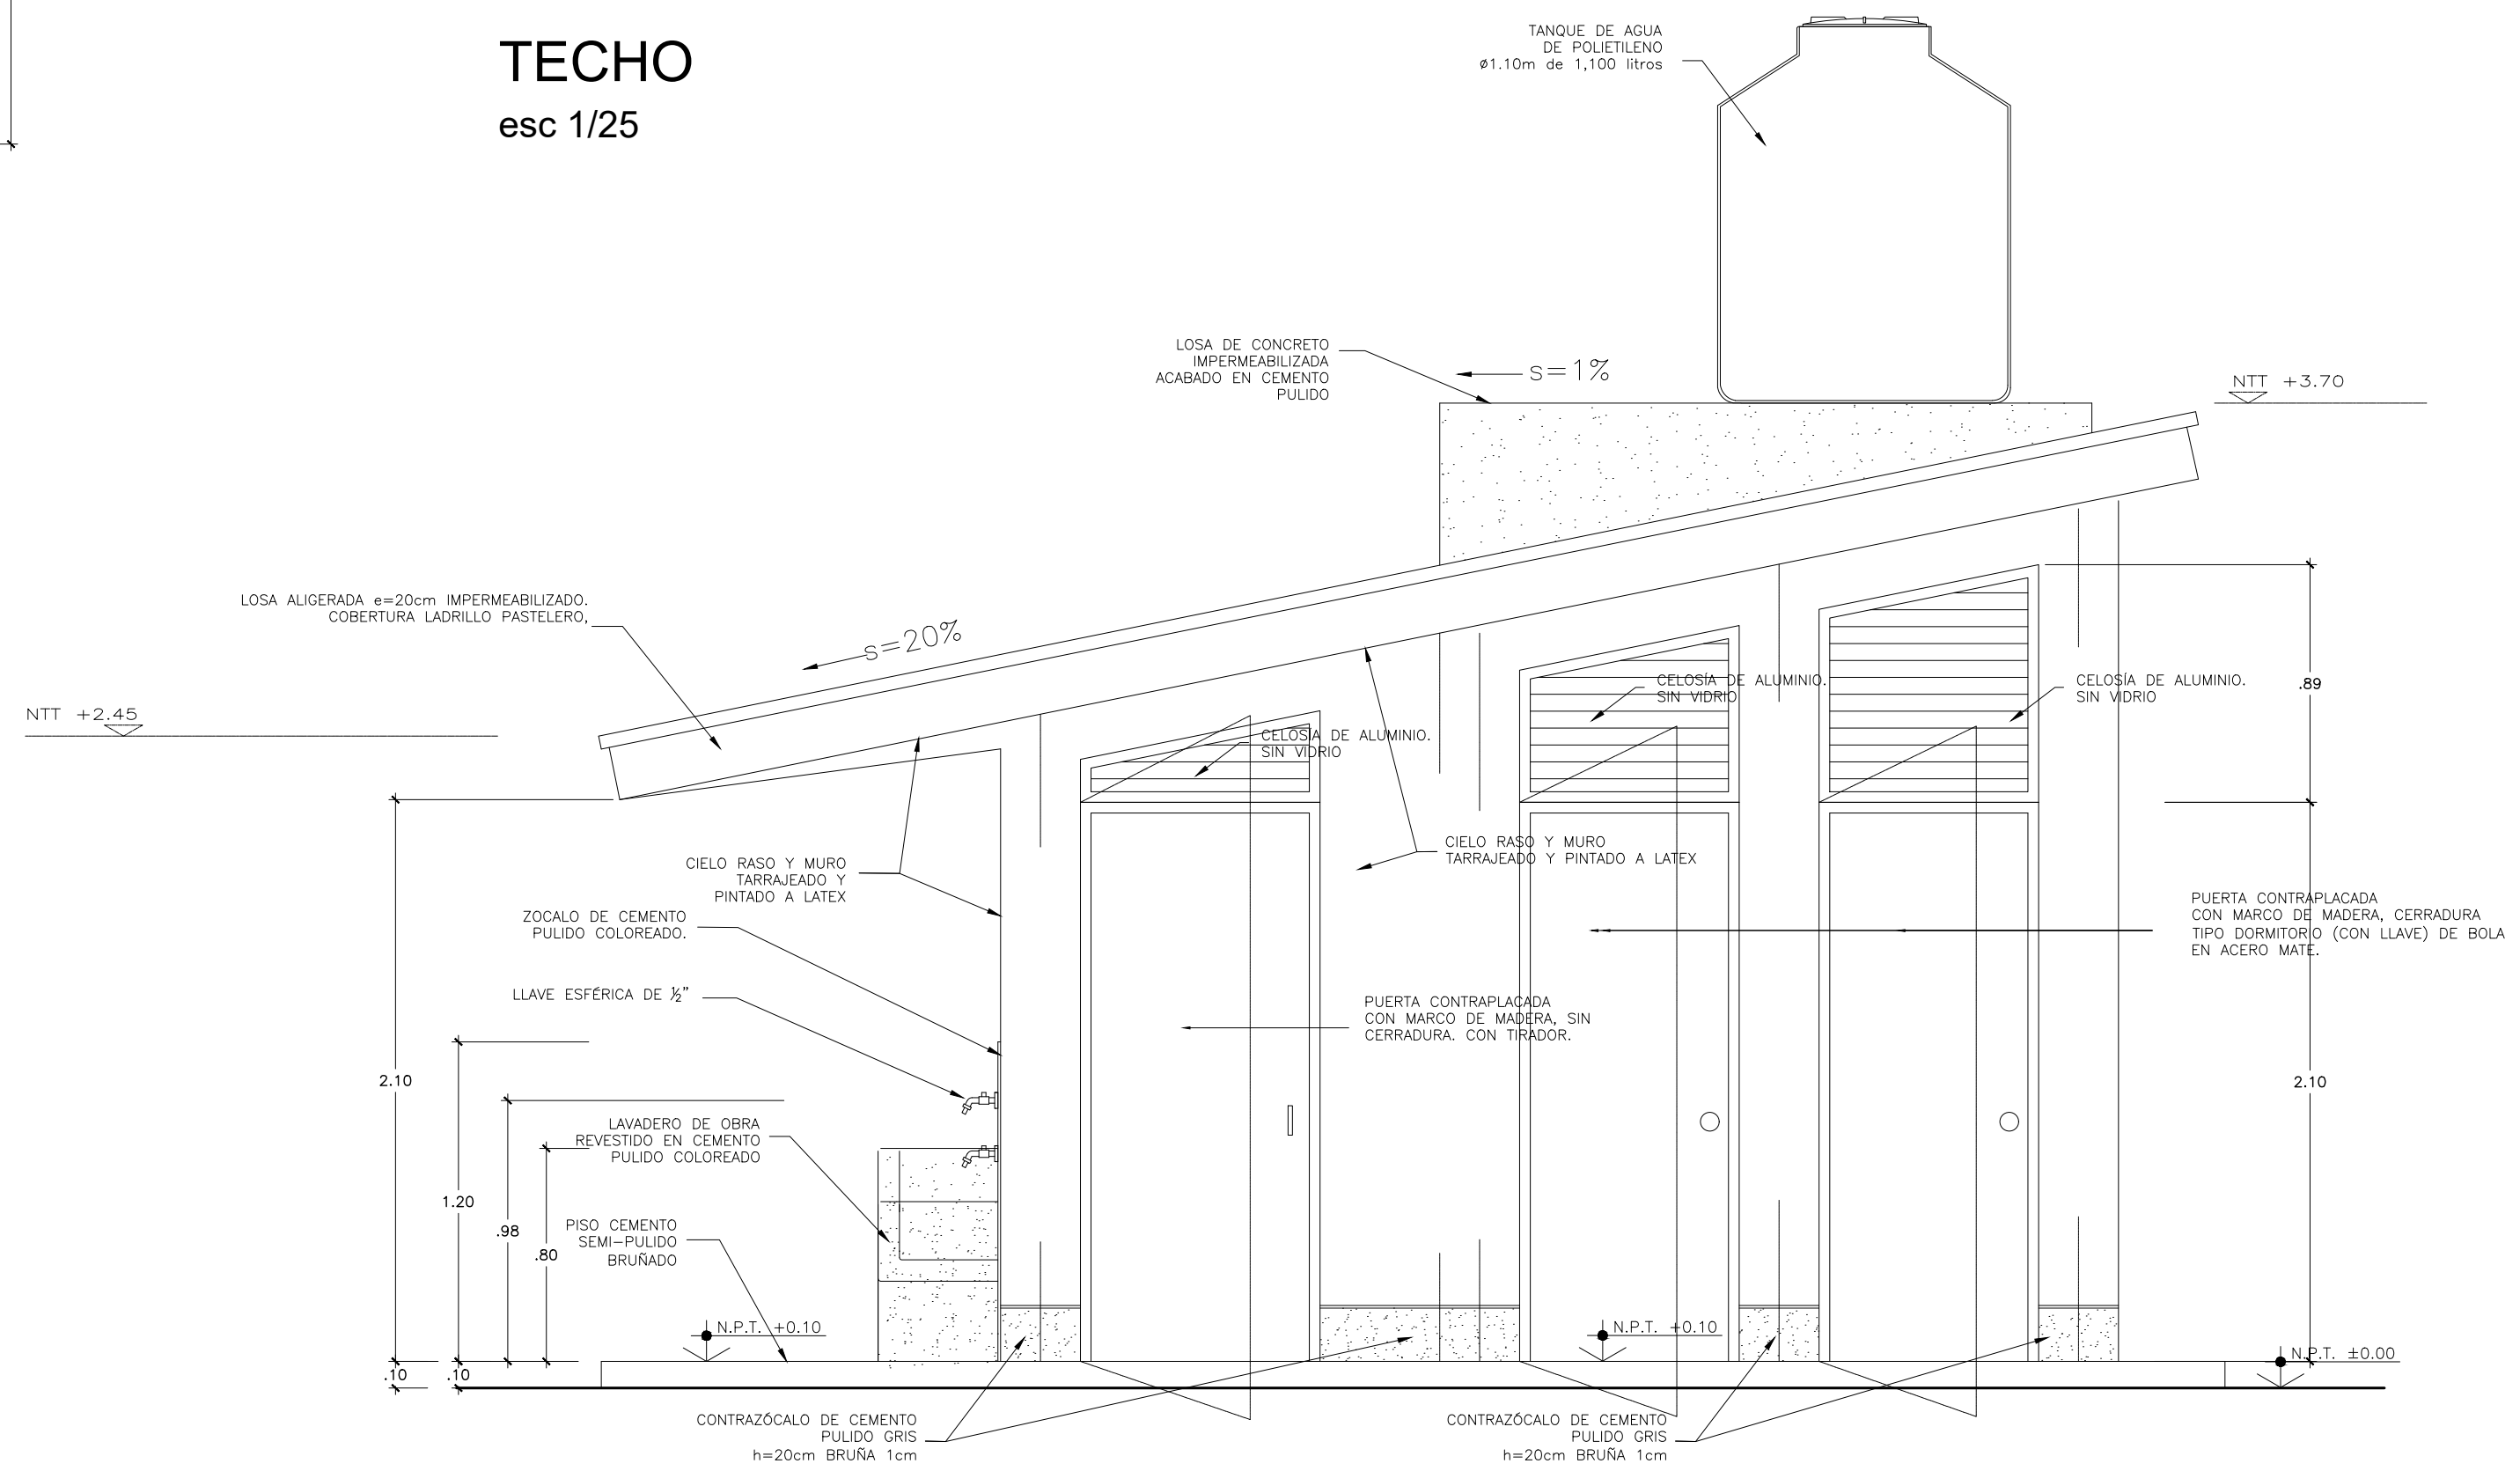 TECHO
esc 1/25
TANQUE DE AGUA
DE POLIETILENO
ø1.10m de 1,100 litros
LOSA DE CONCRETO
IMPERMEABILIZADA
ACABADO EN CEMENTO
PULIDO
s=1%
NTT +3.70
LOSA ALIGERADA e=20cm IMPERMEABILIZADO.
COBERTURA LADRILLO PASTELERO,
s=20%
NTT +2.45
CELOSÍA DE ALUMINIO.
SIN VIDRIO
CELOSÍA DE ALUMINIO.
SIN VIDRIO
CELOSÍA DE ALUMINIO.
SIN VIDRIO
.89
CIELO RASO Y MURO
TARRAJEADO Y
PINTADO A LATEX
CIELO RASO Y MURO
TARRAJEADO Y PINTADO A LATEX
ZOCALO DE CEMENTO
PULIDO COLOREADO.
PUERTA CONTRAPLACADA
CON MARCO DE MADERA, CERRADURA
TIPO DORMITORIO (CON LLAVE) DE BOLA
EN ACERO MATE.
LLAVE ESFÉRICA DE ½"
PUERTA CONTRAPLACADA
CON MARCO DE MADERA, SIN
CERRADURA. CON TIRADOR.
2.10
2.10
LAVADERO DE OBRA
REVESTIDO EN CEMENTO
PULIDO COLOREADO
1.20
.98
.80
PISO CEMENTO
SEMI-PULIDO
BRUÑADO
N.P.T. +0.10
N.P.T. +0.10
N.P.T. ±0.00
.10
.10
CONTRAZÓCALO DE CEMENTO
PULIDO GRIS
h=20cm BRUÑA 1cm
CONTRAZÓCALO DE CEMENTO
PULIDO GRIS
h=20cm BRUÑA 1cm